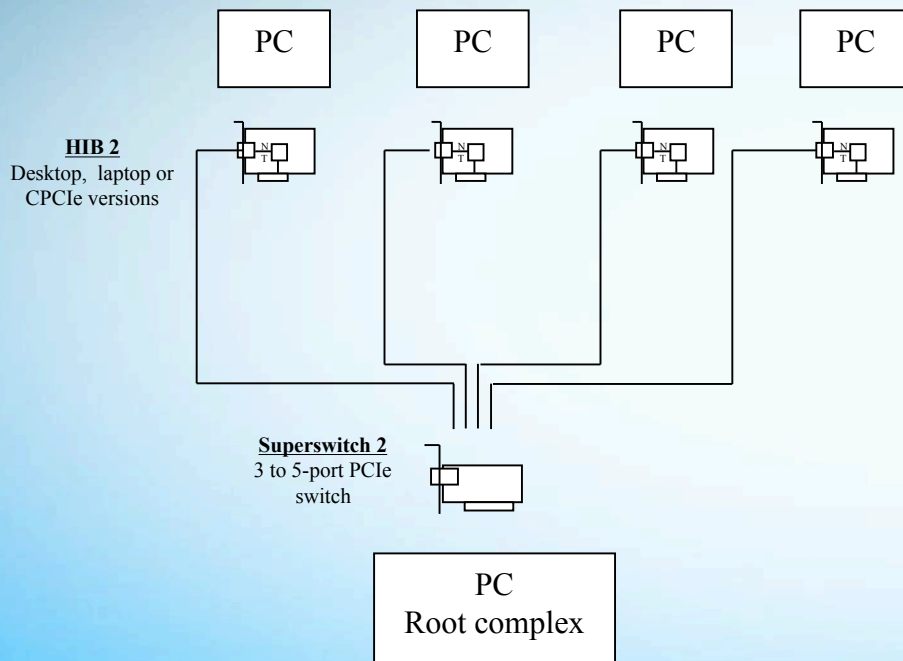 PC
PC
PC
PC
HIB 2
Desktop, laptop or
CPCIe versions
N
T
N
T
N
T
N
T
Superswitch 2
3 to 5-port PCIe
switch
PC
Root complex